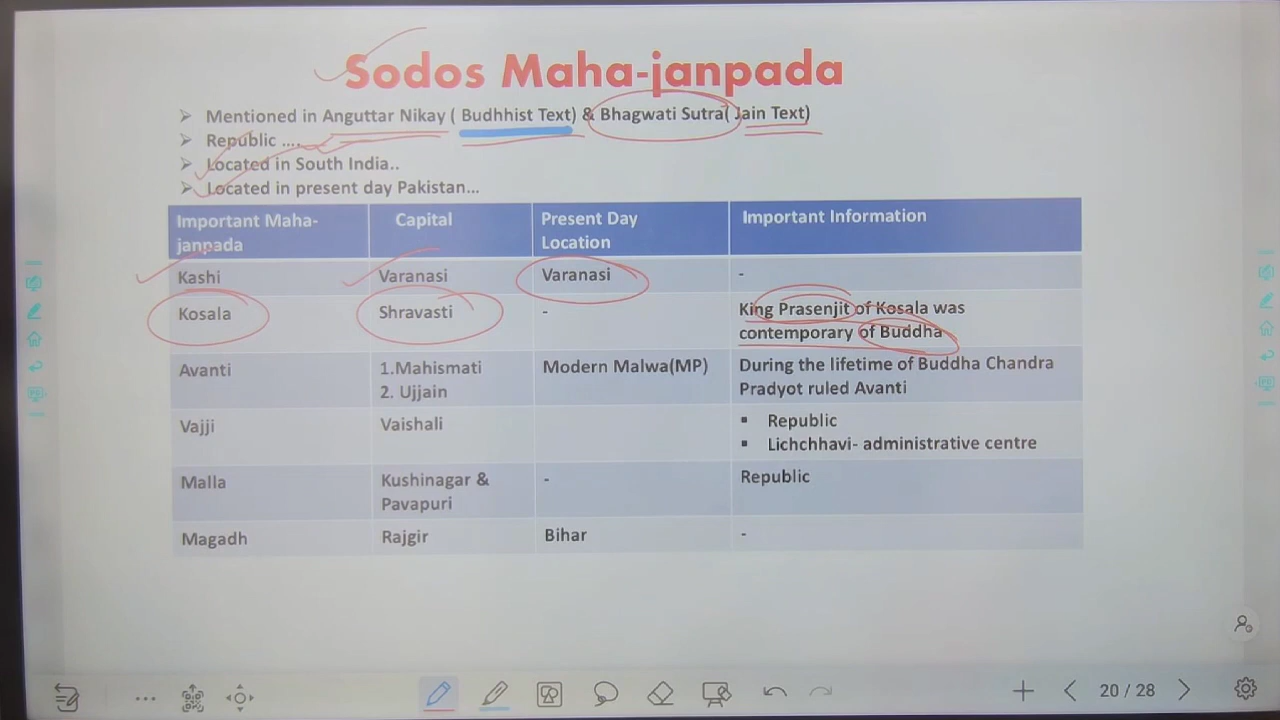 Sodos Maha-janpada
Mentioned in Anguttar Nikay ( Budhhist Text) & Bhagwati Sutra( Jain Text)
Republic ....
Located in South India..
Located in present day Pakistan...
Important Maha-janpada Capital Present Day Location Important Information
Kashi Varanasi Varanasi -
Kosala Shravasti - King Prasenjit of Kosala was
contemporary of Buddha
Avanti 1.Mahismati Modern Malwa(MP) During the lifetime of Buddha Chandra
2. Ujjain Pradyot ruled Avanti
Vajji Vaishali ▪ Republic
▪ Lichchhavi- administrative centre
Malla Kushinagar & - Republic
Pavapuri
Magadh Rajgir Bihar -
20 / 28